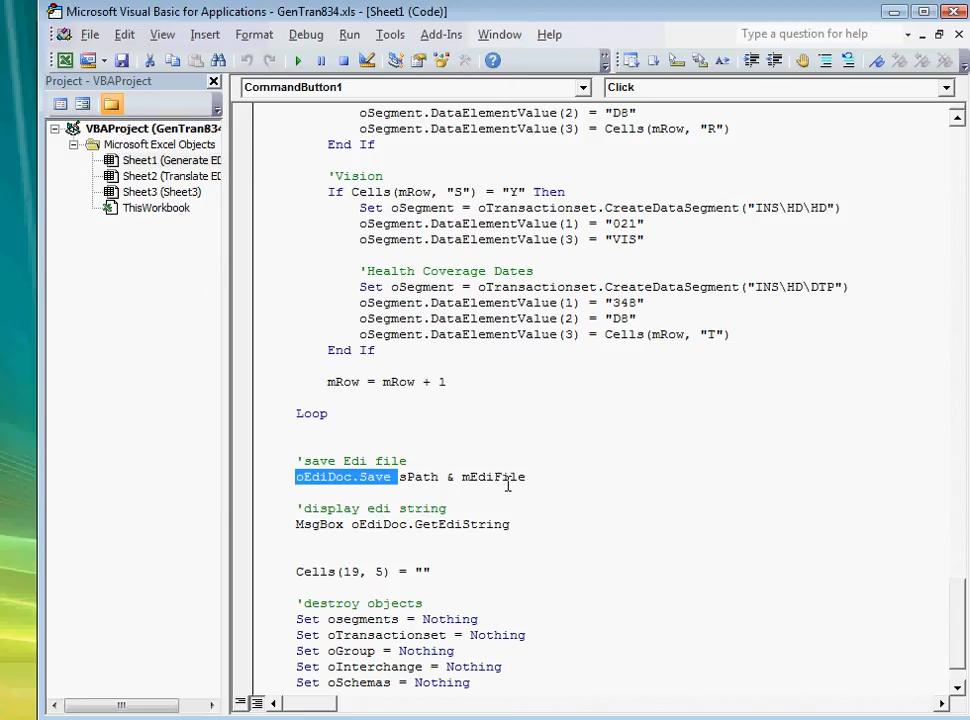 Microsoft Visual Basic for Applications - GenTran834.xls - [Sheet1 (Code)]
File Edit View Insert Format Debug Run Tools Add-Ins Window Help
Type a question for help
Project - VBAProject
CommandButton1
Click
VBAProject (GenTran834
Microsoft Excel Objects
Sheet1 (Generate ED
Sheet2 (Translate ED
Sheet3 (Sheet3)
ThisWorkbook
oSegment.DataElementValue(2) = "D8"
oSegment.DataElementValue(3) = Cells(mRow, "R")
End If
'Vision
If Cells(mRow, "S") = "Y" Then
Set oSegment = oTransactionset.CreateDataSegment("INS\HD\HD")
oSegment.DataElementValue(1) = "021"
oSegment.DataElementValue(3) = "VIS"
'Health Coverage Dates
Set oSegment = oTransactionset.CreateDataSegment("INS\HD\DTP")
oSegment.DataElementValue(1) = "348"
oSegment.DataElementValue(2) = "D8"
oSegment.DataElementValue(3) = Cells(mRow, "T")
End If
mRow = mRow + 1
Loop
'save Edi file
oEdiDoc.Save sPath & mEdiFile
'display edi string
MsgBox oEdiDoc.GetEdiString
Cells(19, 5) = ""
'destroy objects
Set osegments = Nothing
Set oTransactionset = Nothing
Set oGroup = Nothing
Set oInterchange = Nothing
Set oSchemas = Nothing